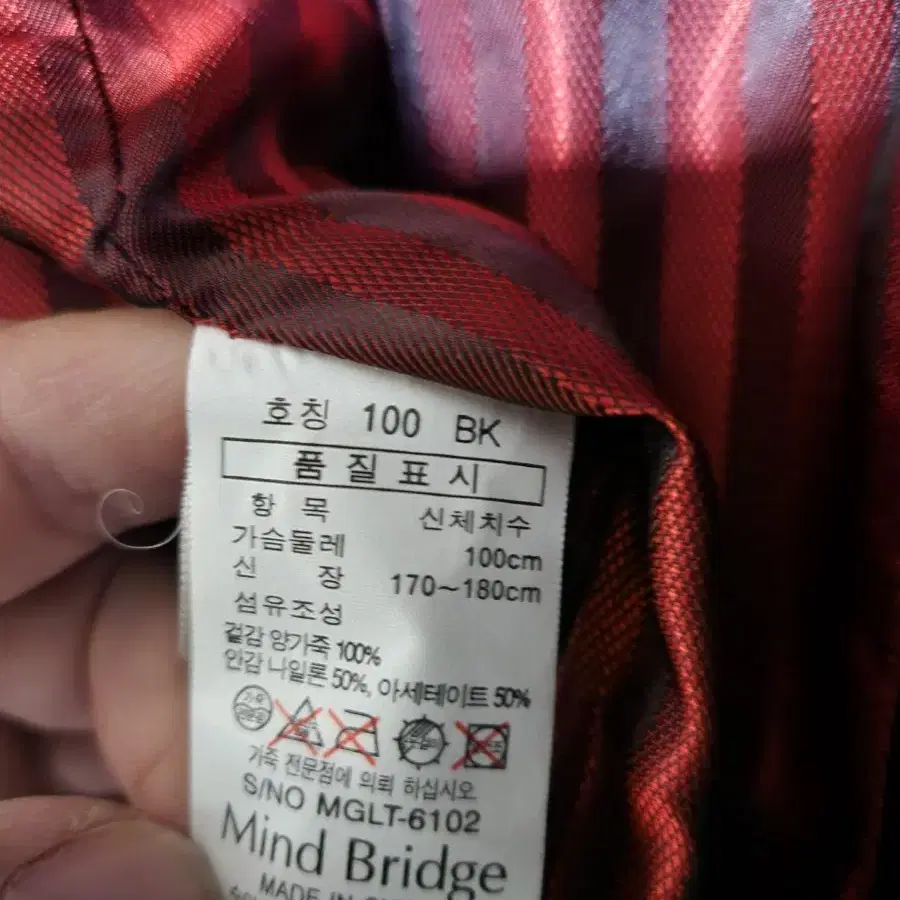 호칭 100 BK
품 질 표 시
항 목 신체치수
가슴둘레 100cm
신 장 170~180cm
섬유조성
겉감 양가죽 100%
안감 나일론 50%, 아세테이트 50%
가죽 전문점에 의뢰 하십시오
S/NO MGLT-6102
Mind Bridge
MADE IN